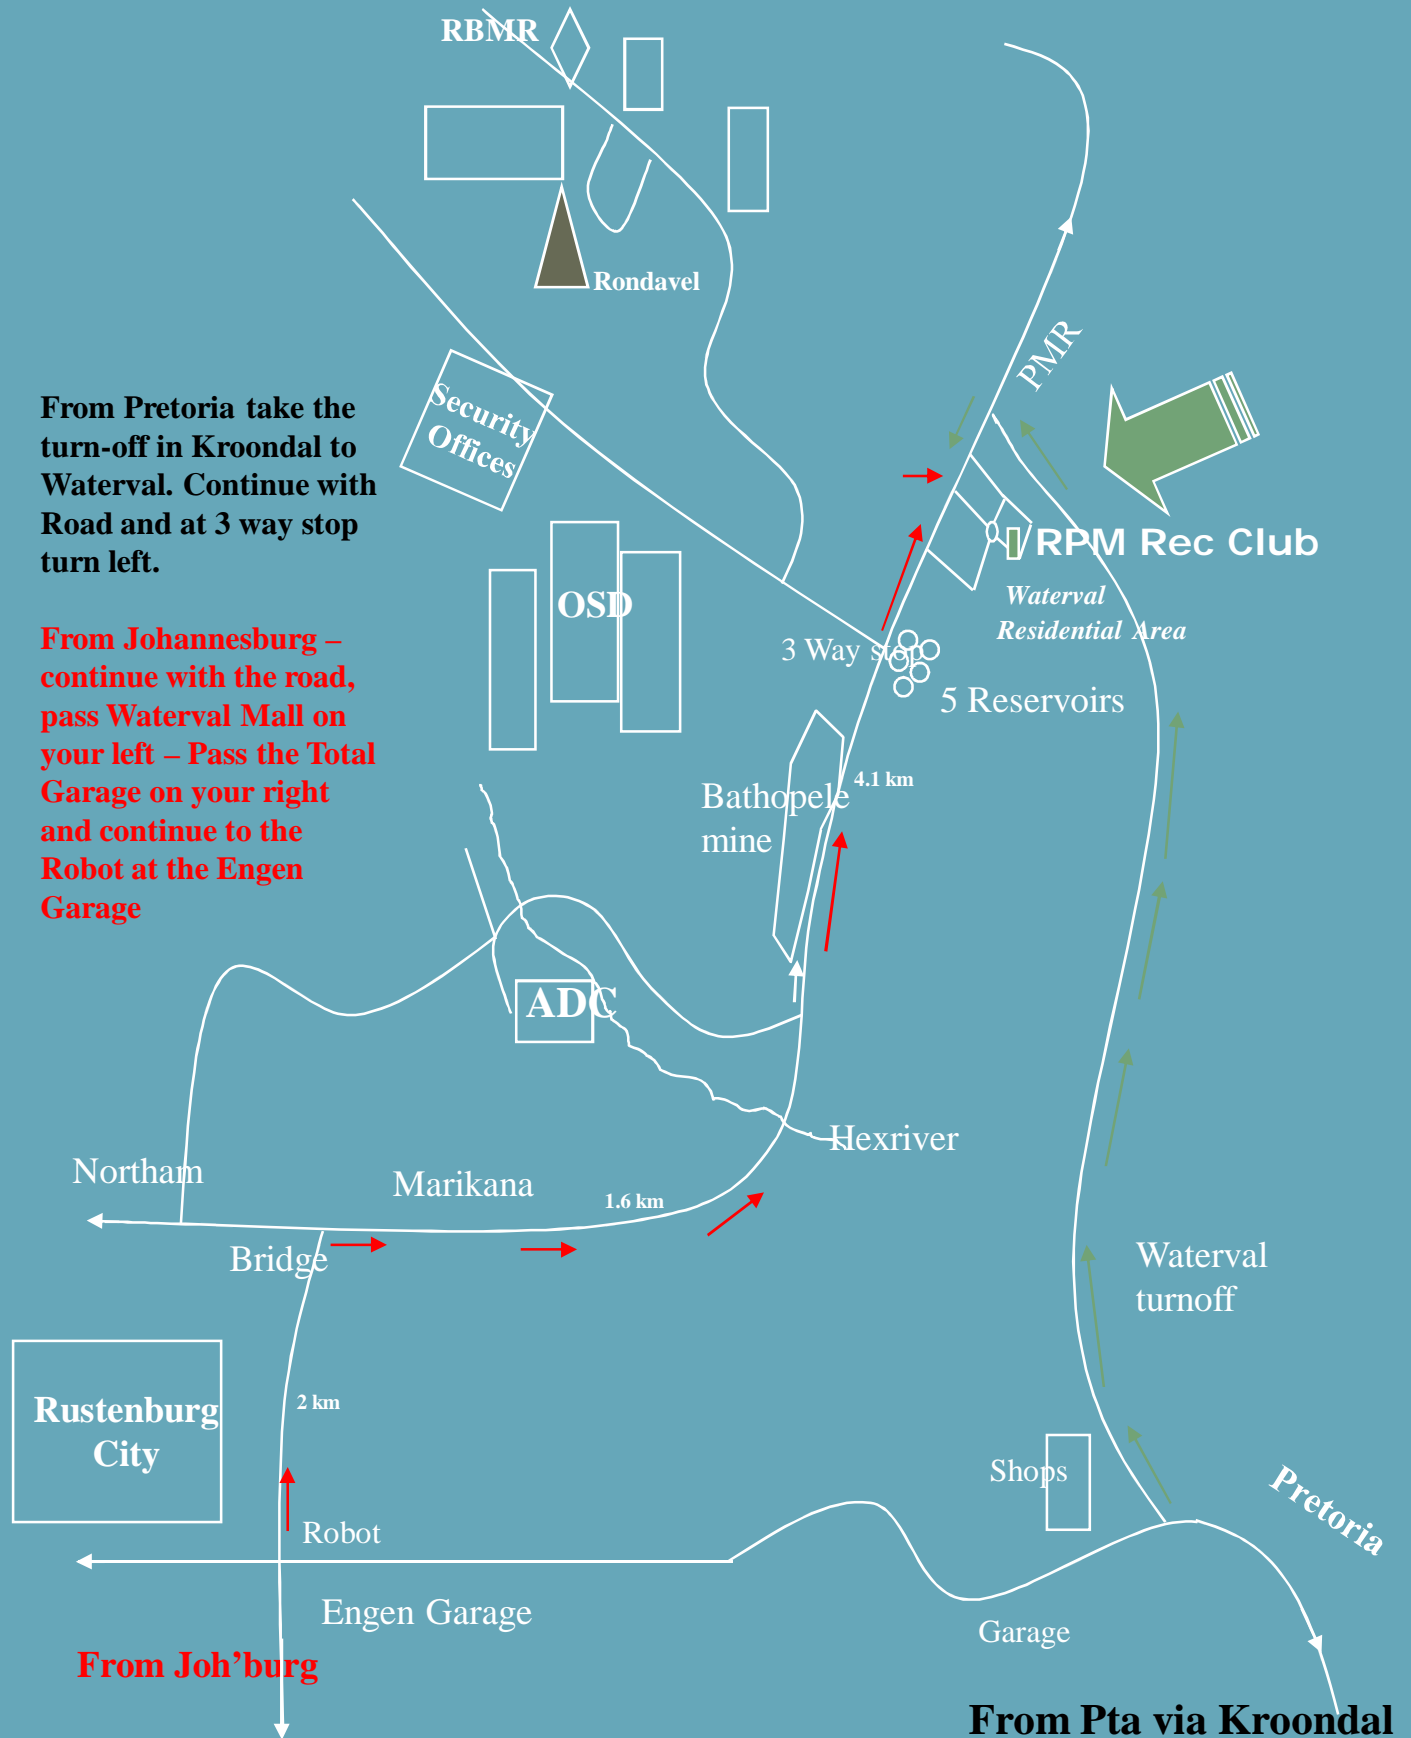 RBMR
Rondavel
PMR
Security
Offices
From Pretoria take the
turn-off in Kroondal to
Waterval. Continue with
Road and at 3 way stop
turn left.
From Johannesburg –
continue with the road,
pass Waterval Mall on
your left – Pass the Total
Garage on your right
and continue to the
Robot at the Engen
Garage
RPM Rec Club
Waterval
Residential Area
OSD
3 Way stop
5 Reservoirs
4.1 km
Bathopele
mine
ADC
Hexriver
Northam
Marikana
1.6 km
Bridge
Waterval
turnoff
Rustenburg
City
2 km
Shops
Pretoria
Robot
Engen Garage
Garage
From Joh’burg
From Pta via Kroondal